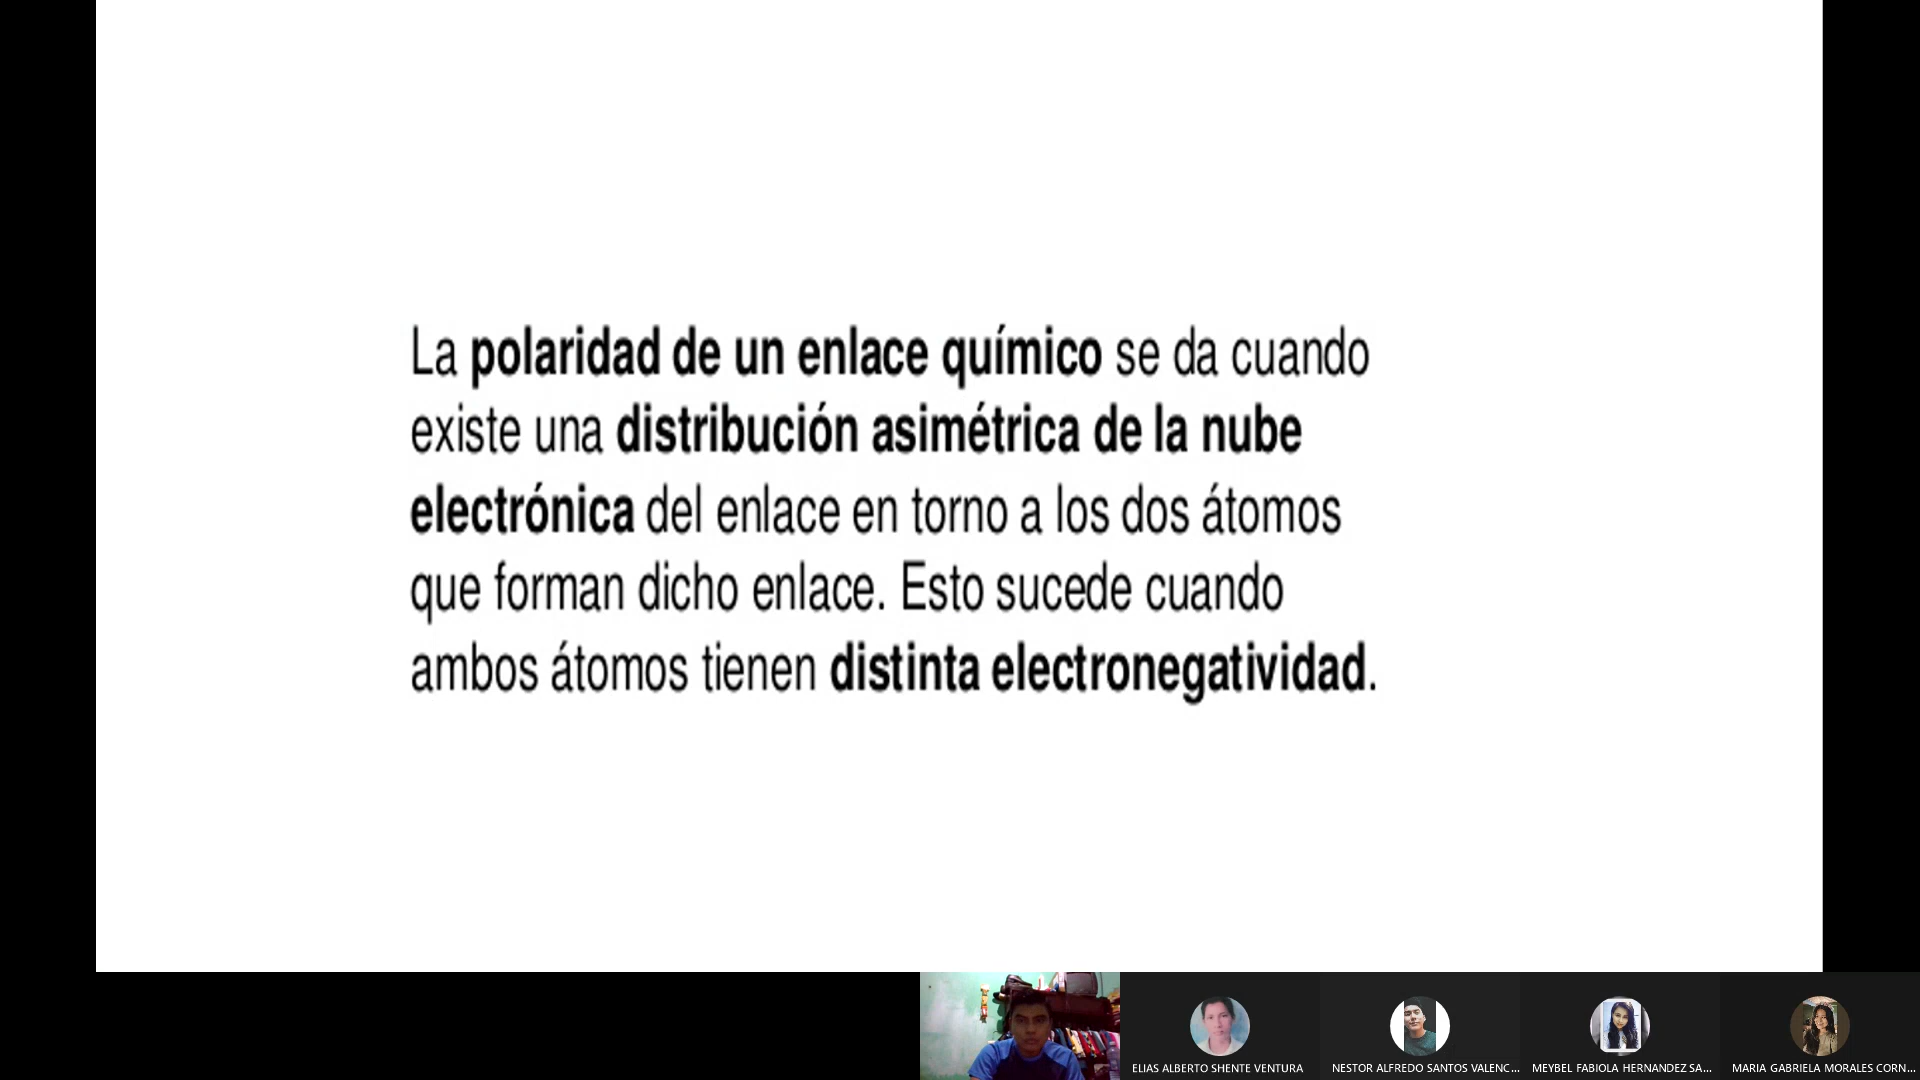 La polaridad de un enlace químico se da cuando
existe una distribución asimétrica de la nube
electrónica del enlace en torno a los dos átomos
que forman dicho enlace. Esto sucede cuando
ambos átomos tienen distinta electronegatividad.
ELIAS ALBERTO SHENTE VENTURA
NESTOR ALFREDO SANTOS VALENC...
MEYBEL FABIOLA HERNANDEZ SA...
MARIA GABRIELA MORALES CORN...